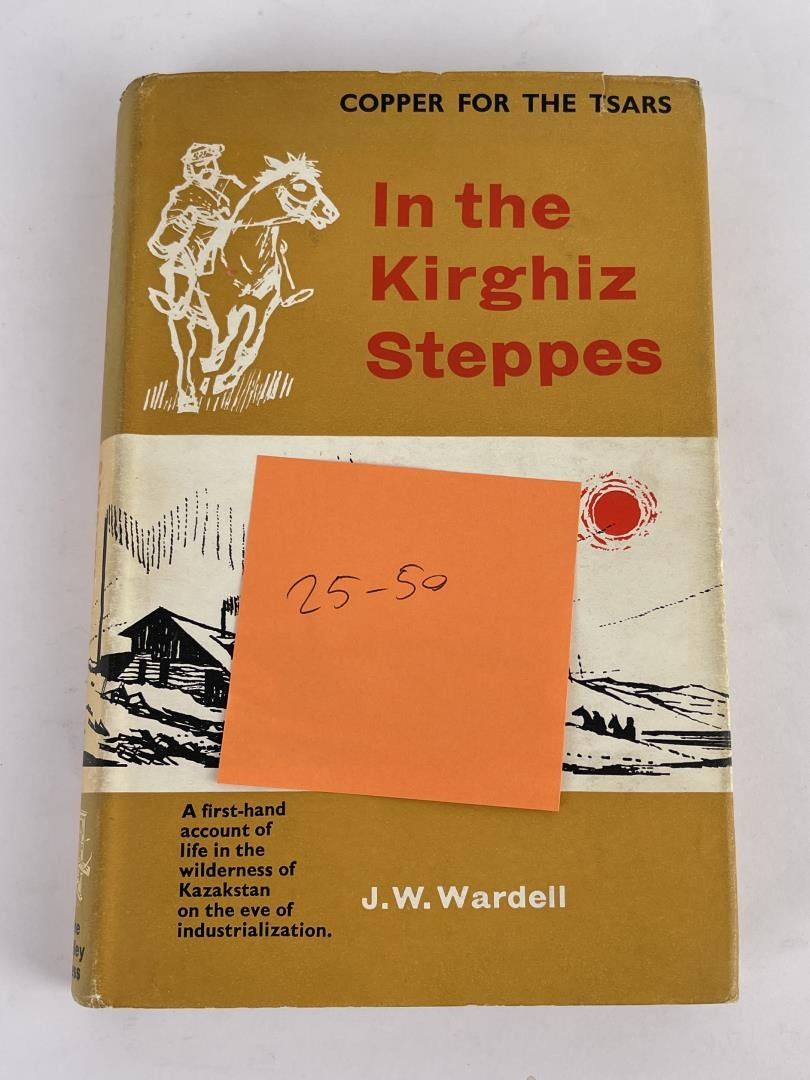 COPPER FOR THE TSARS
In the
Kirghiz
Steppes
25-50
A first-hand
account of
life in the
wilderness of
Kazakstan
on the eve of
industrialization.
J.W. Wardell